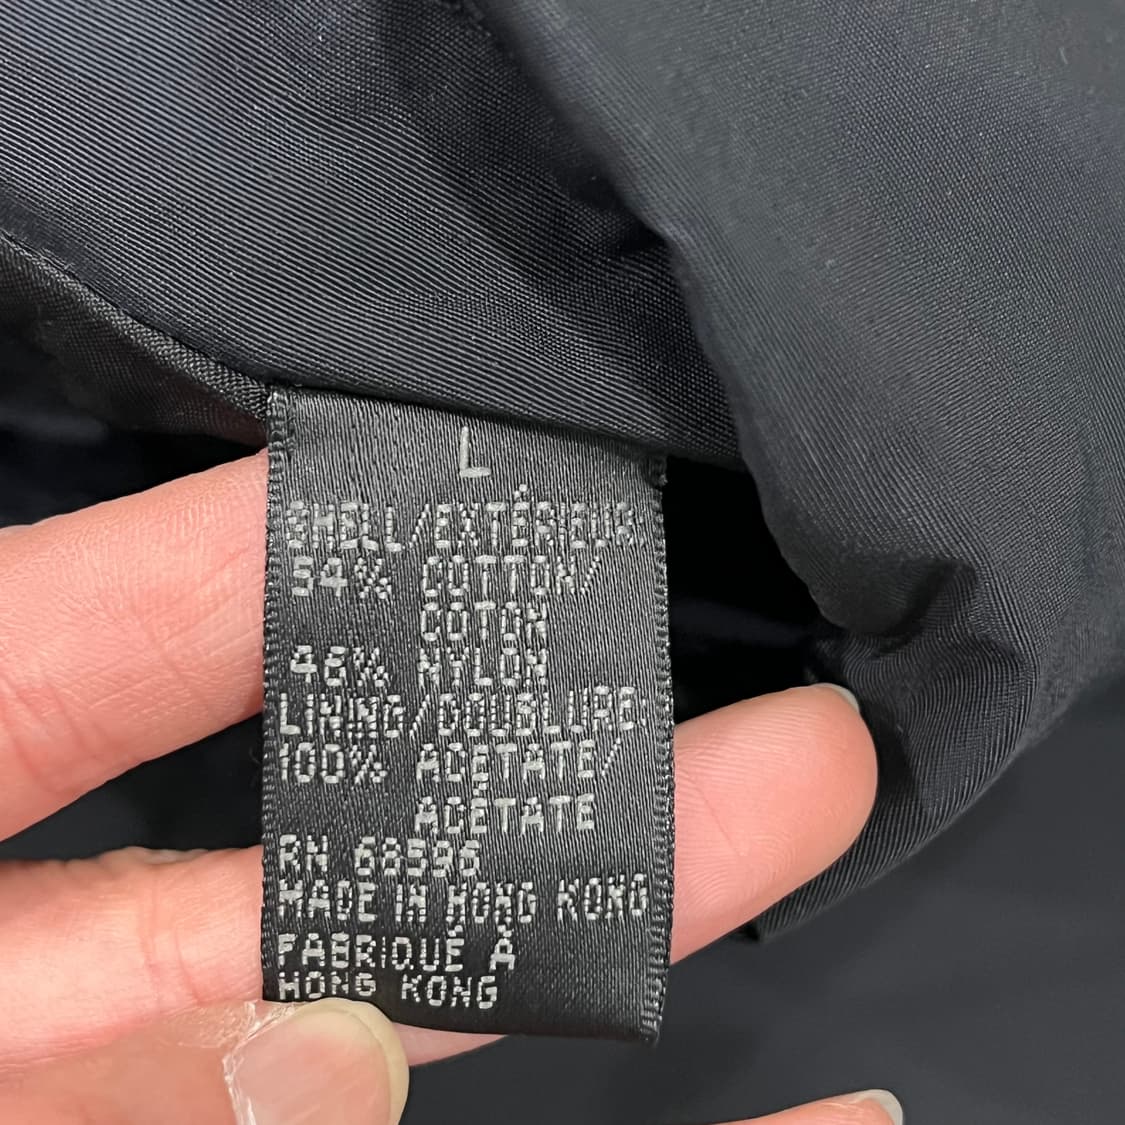 L
SHELL/EXTÉRIEUR:
54% COTTON/
COTON
46% NYLON
LINING/DOUBLURE:
100% ACETATE/
ACÉTATE
RN 68596
MADE IN HONG KONG
FABRIQUÉ À
HONG KONG